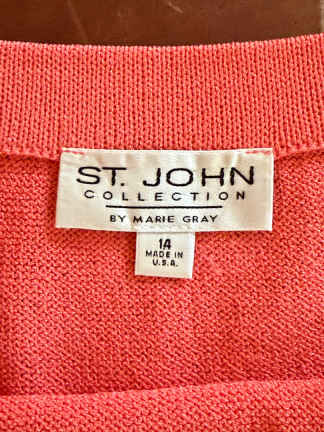 ST. JOHN
COLLECTION
BY MARIE GRAY
14
MADE IN
U.S.A.